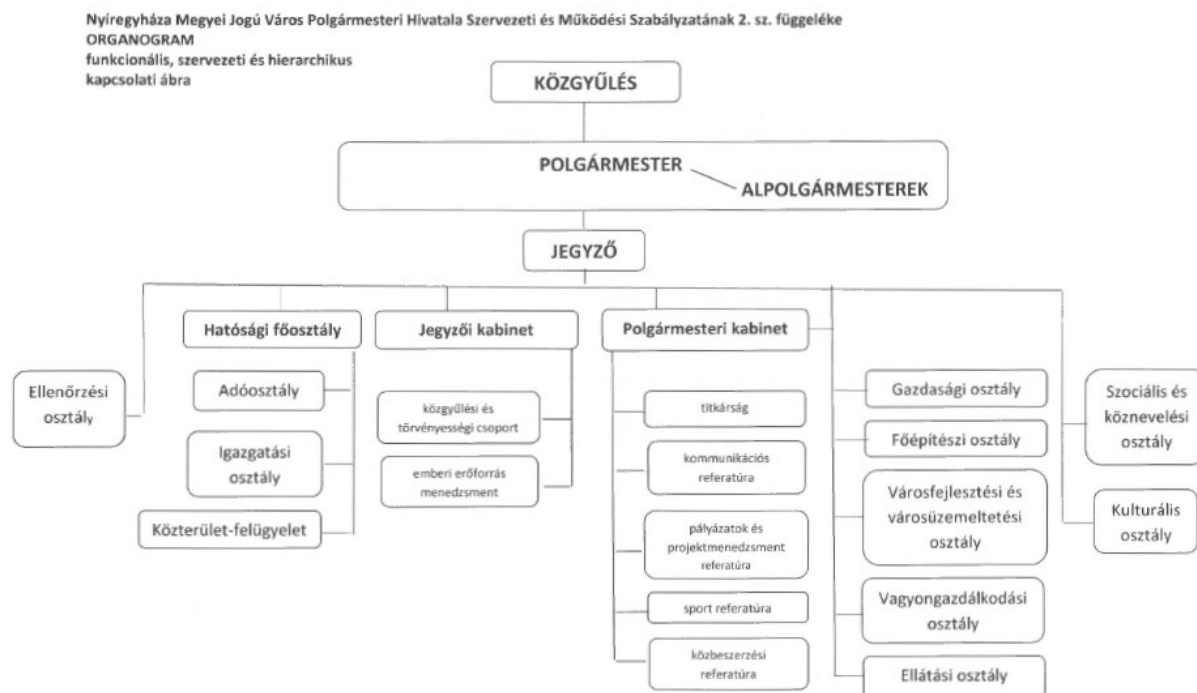 Nyíregyháza Megyei Jogú Város Polgármesteri Hivatala Szervezeti és Működési Szabályzatának 2. sz. függeléke
ORGANOGRAM
funkcionális, szervezeti és hierarchikus
kapcsolati ábra
KÖZGYŰLÉS
POLGÁRMESTER
ALPOLGÁRMESTEREK
JEGYZŐ
Ellenőrzési
osztály
Hatósági főosztály
Adóosztály
Igazgatási
osztály
Közterület-felügyelet
Jegyzői kabinet
közgyűlési és
törvényességi csoport
emberi erőforrás
menedzsment
Polgármesteri kabinet
titkárság
kommunikációs
referatúra
pályázatok és
projektmenedzsment
referatúra
sport referatúra
közbeszerzési
referatúra
Gazdasági osztály
Főépítészi osztály
Városfejlesztési és
városüzemeltetési
osztály
Vagyongazdálkodási
osztály
Ellátási osztály
Szociális és
köznevelési
osztály
Kulturális
osztály